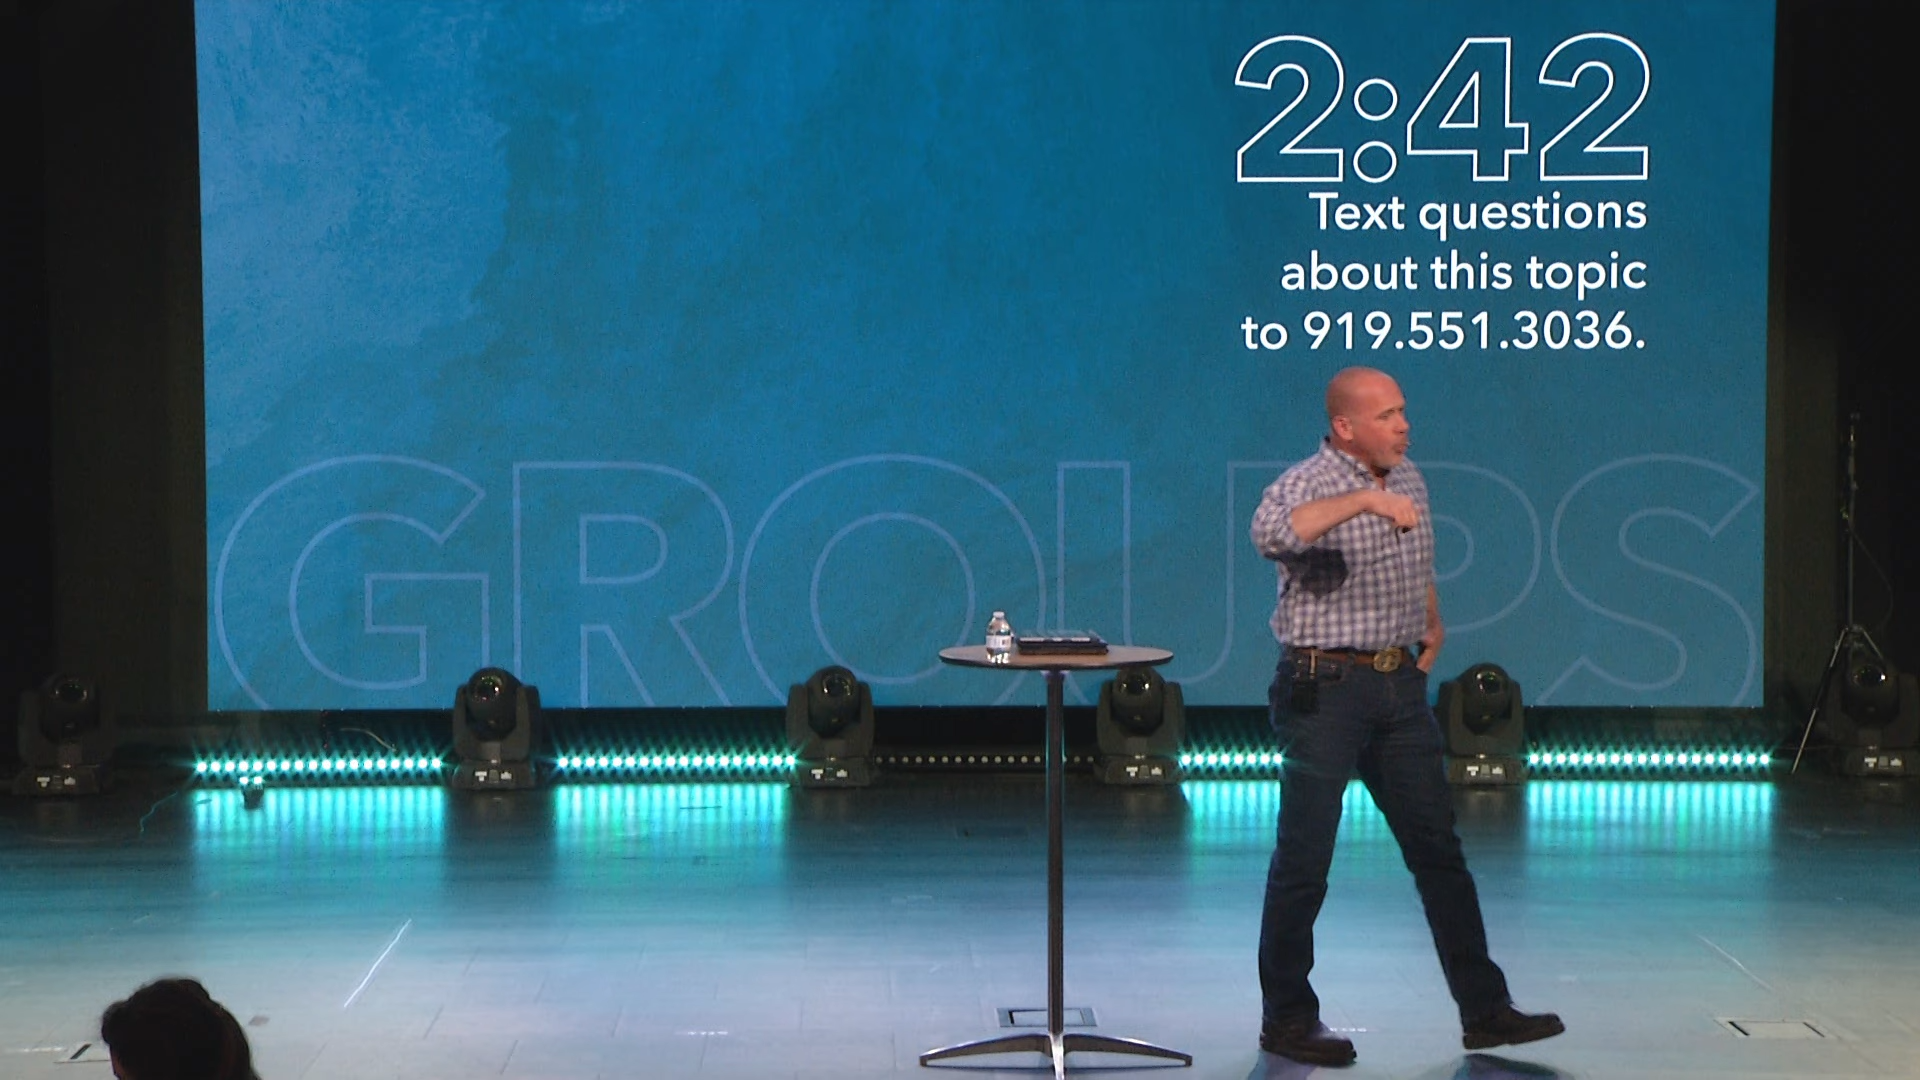 2:42
Text questions
about this topic
to 919.551.3036.
GROUPS